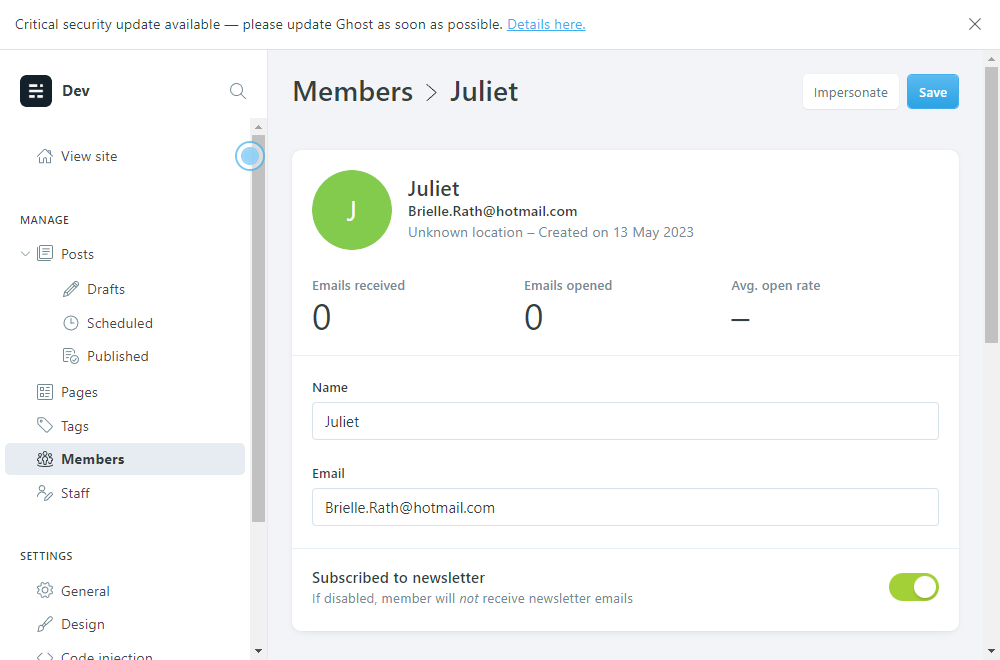 Critical security update available — please update Ghost as soon as possible. Details here.
Dev
View site
MANAGE
Posts
Drafts
Scheduled
Published
Pages
Tags
Members
Staff
SETTINGS
General
Design
Code injection
Members > Juliet
Impersonate
Save
J
Juliet
Brielle.Rath@hotmail.com
Unknown location – Created on 13 May 2023
Emails received
0
Emails opened
0
Avg. open rate
–
Name
Juliet
Email
Brielle.Rath@hotmail.com
Subscribed to newsletter
If disabled, member will not receive newsletter emails